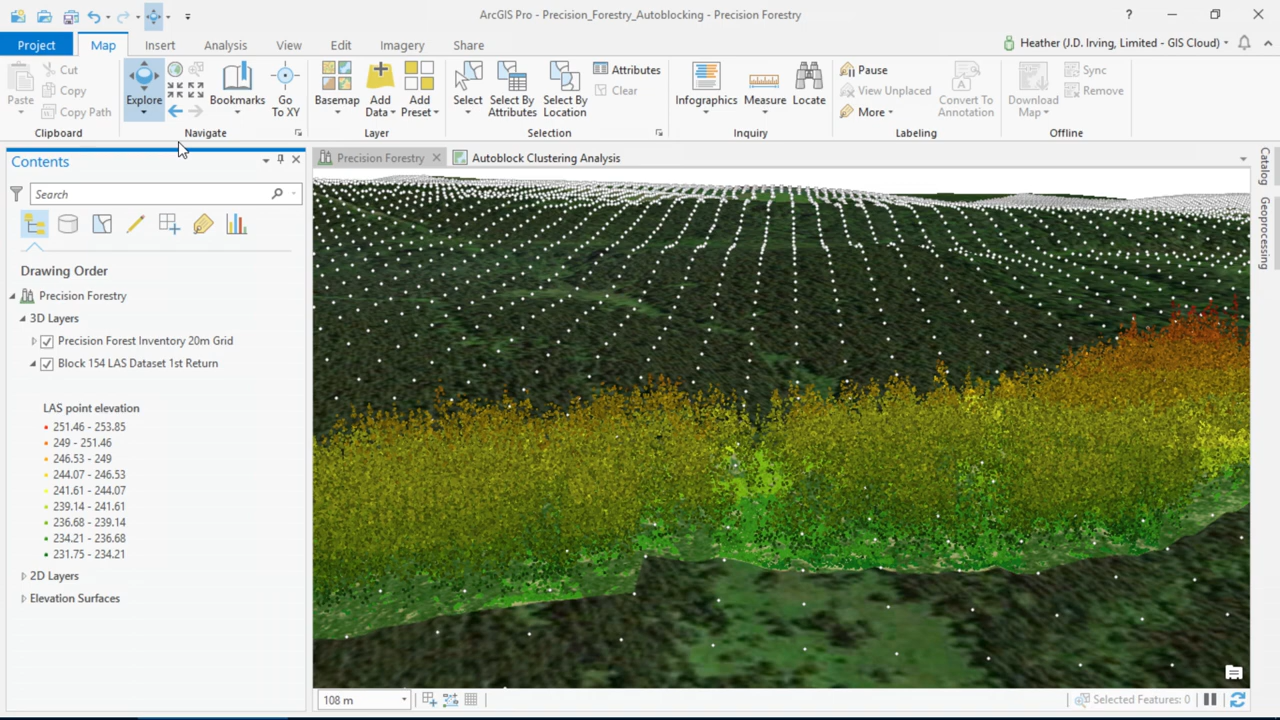 ArcGIS Pro - Precision_Forestry_Autoblocking - Precision Forestry
?
Project
Map
Insert
Analysis
View
Edit
Imagery
Share
Heather (J.D. Irving, Limited - GIS Cloud)
Paste
Cut
Copy
Copy Path
Clipboard
Explore
Bookmarks
Go To XY
Navigate
Basemap
Add Data
Add Preset
Layer
Select
Select By Attributes
Select By Location
Attributes
Clear
Selection
Infographics
Measure
Locate
Inquiry
Pause
View Unplaced
More
Convert To Annotation
Labeling
Download Map
Sync
Remove
Offline
Contents
Search
Drawing Order
Precision Forestry
3D Layers
Precision Forest Inventory 20m Grid
Block 154 LAS Dataset 1st Return
LAS point elevation
251.46 - 253.85
249 - 251.46
246.53 - 249
244.07 - 246.53
241.61 - 244.07
239.14 - 241.61
236.68 - 239.14
234.21 - 236.68
231.75 - 234.21
2D Layers
Elevation Surfaces
Precision Forestry
Autoblock Clustering Analysis
Catalog
Geoprocessing
108 m
Selected Features: 0